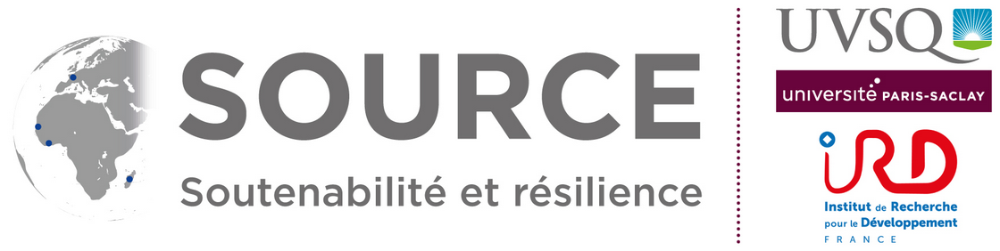 SOURCE
Soutenabilité et résilience
UVSQ
université PARIS-SACLAY
iRD
Institut de Recherche
pour le Développement
FRANCE